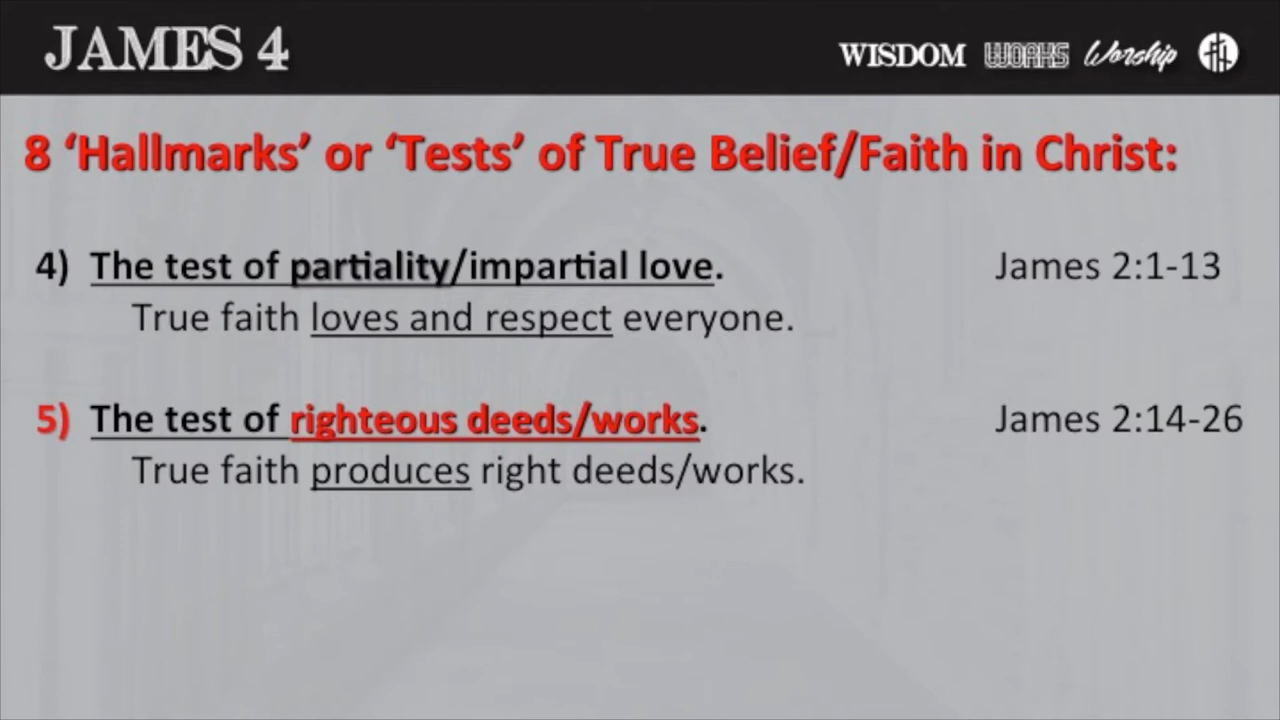 JAMES 4
WISDOM WORKS Worship
8 ‘Hallmarks’ or ‘Tests’ of True Belief/Faith in Christ:
4) The test of partiality/impartial love. James 2:1-13
True faith loves and respect everyone.
5) The test of righteous deeds/works. James 2:14-26
True faith produces right deeds/works.